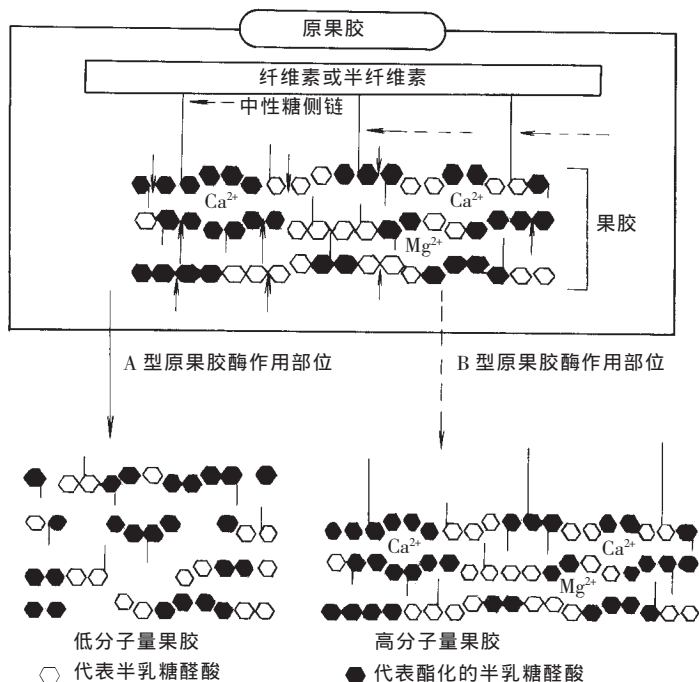 原果胶
纤维素或半纤维素
中性糖侧链
Ca²⁺ Ca²⁺
果胶
Mg²⁺
A 型原果胶酶作用部位 B 型原果胶酶作用部位
Ca²⁺ Ca²⁺
Mg²⁺
低分子量果胶 高分子量果胶
代表半乳糖醛酸 代表酯化的半乳糖醛酸